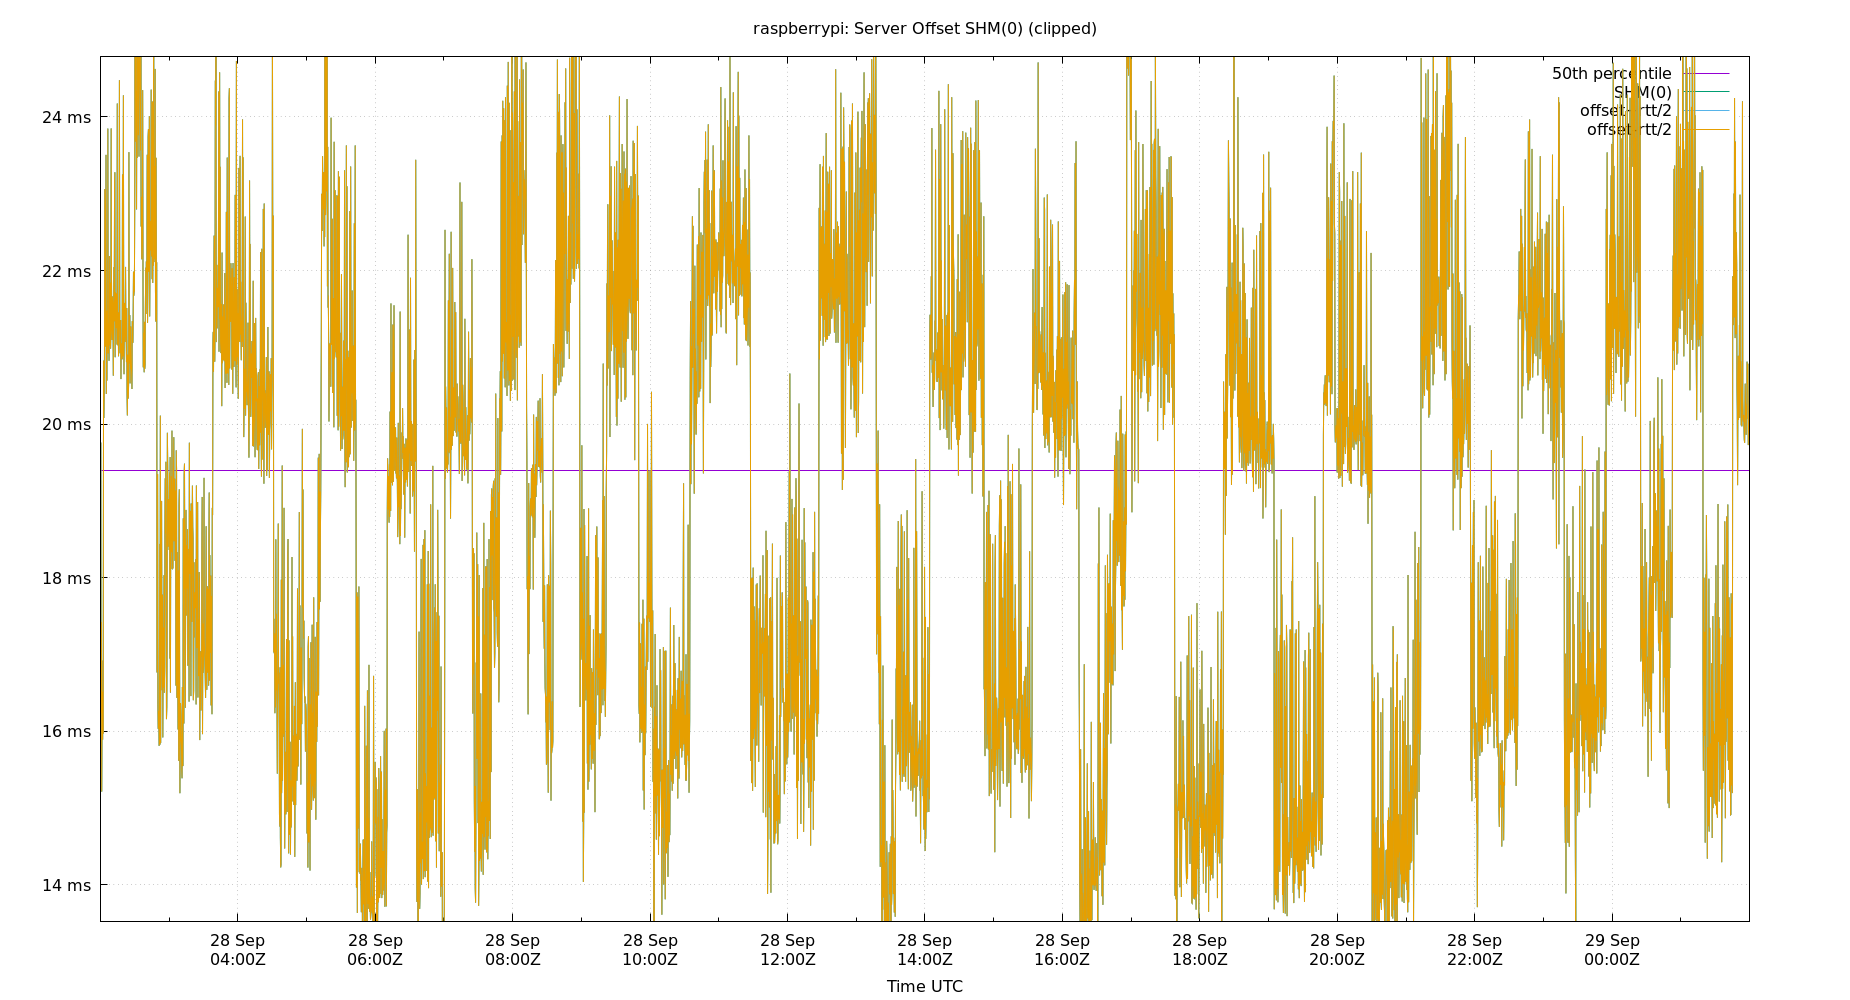 raspberrypi: Server Offset SHM(0) (clipped)
50th percentile
SHM(0)
offset-rtt/2
offset+rtt/2
24 ms
22 ms
20 ms
18 ms
16 ms
14 ms
28 Sep 28 Sep 28 Sep 28 Sep 28 Sep 28 Sep 28 Sep 28 Sep 28 Sep 28 Sep 29 Sep
04:00Z 06:00Z 08:00Z 10:00Z 12:00Z 14:00Z 16:00Z 18:00Z 20:00Z 22:00Z 00:00Z
Time UTC